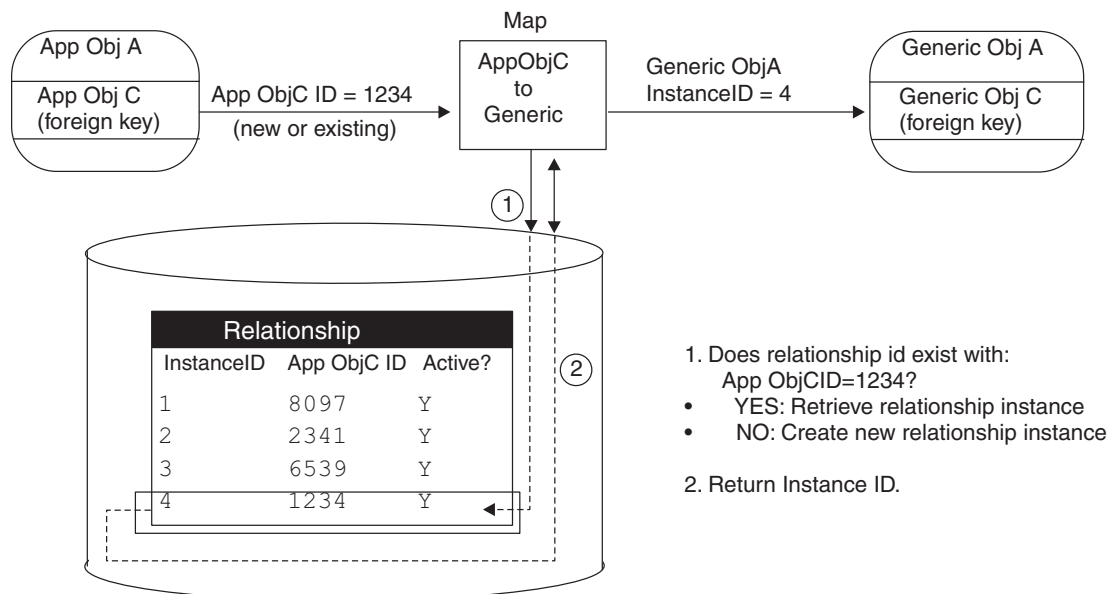 Map
App Obj A
App Obj C
(foreign key)
App ObjC ID = 1234
(new or existing)
AppObjC
to
Generic
Generic ObjA
InstanceID = 4
Generic Obj A
Generic Obj C
(foreign key)
1
2
Relationship
InstanceID App ObjC ID Active?
1 8097 Y
2 2341 Y
3 6539 Y
4 1234 Y
1. Does relationship id exist with:
App ObjCID=1234?
• YES: Retrieve relationship instance
• NO: Create new relationship instance
2. Return Instance ID.